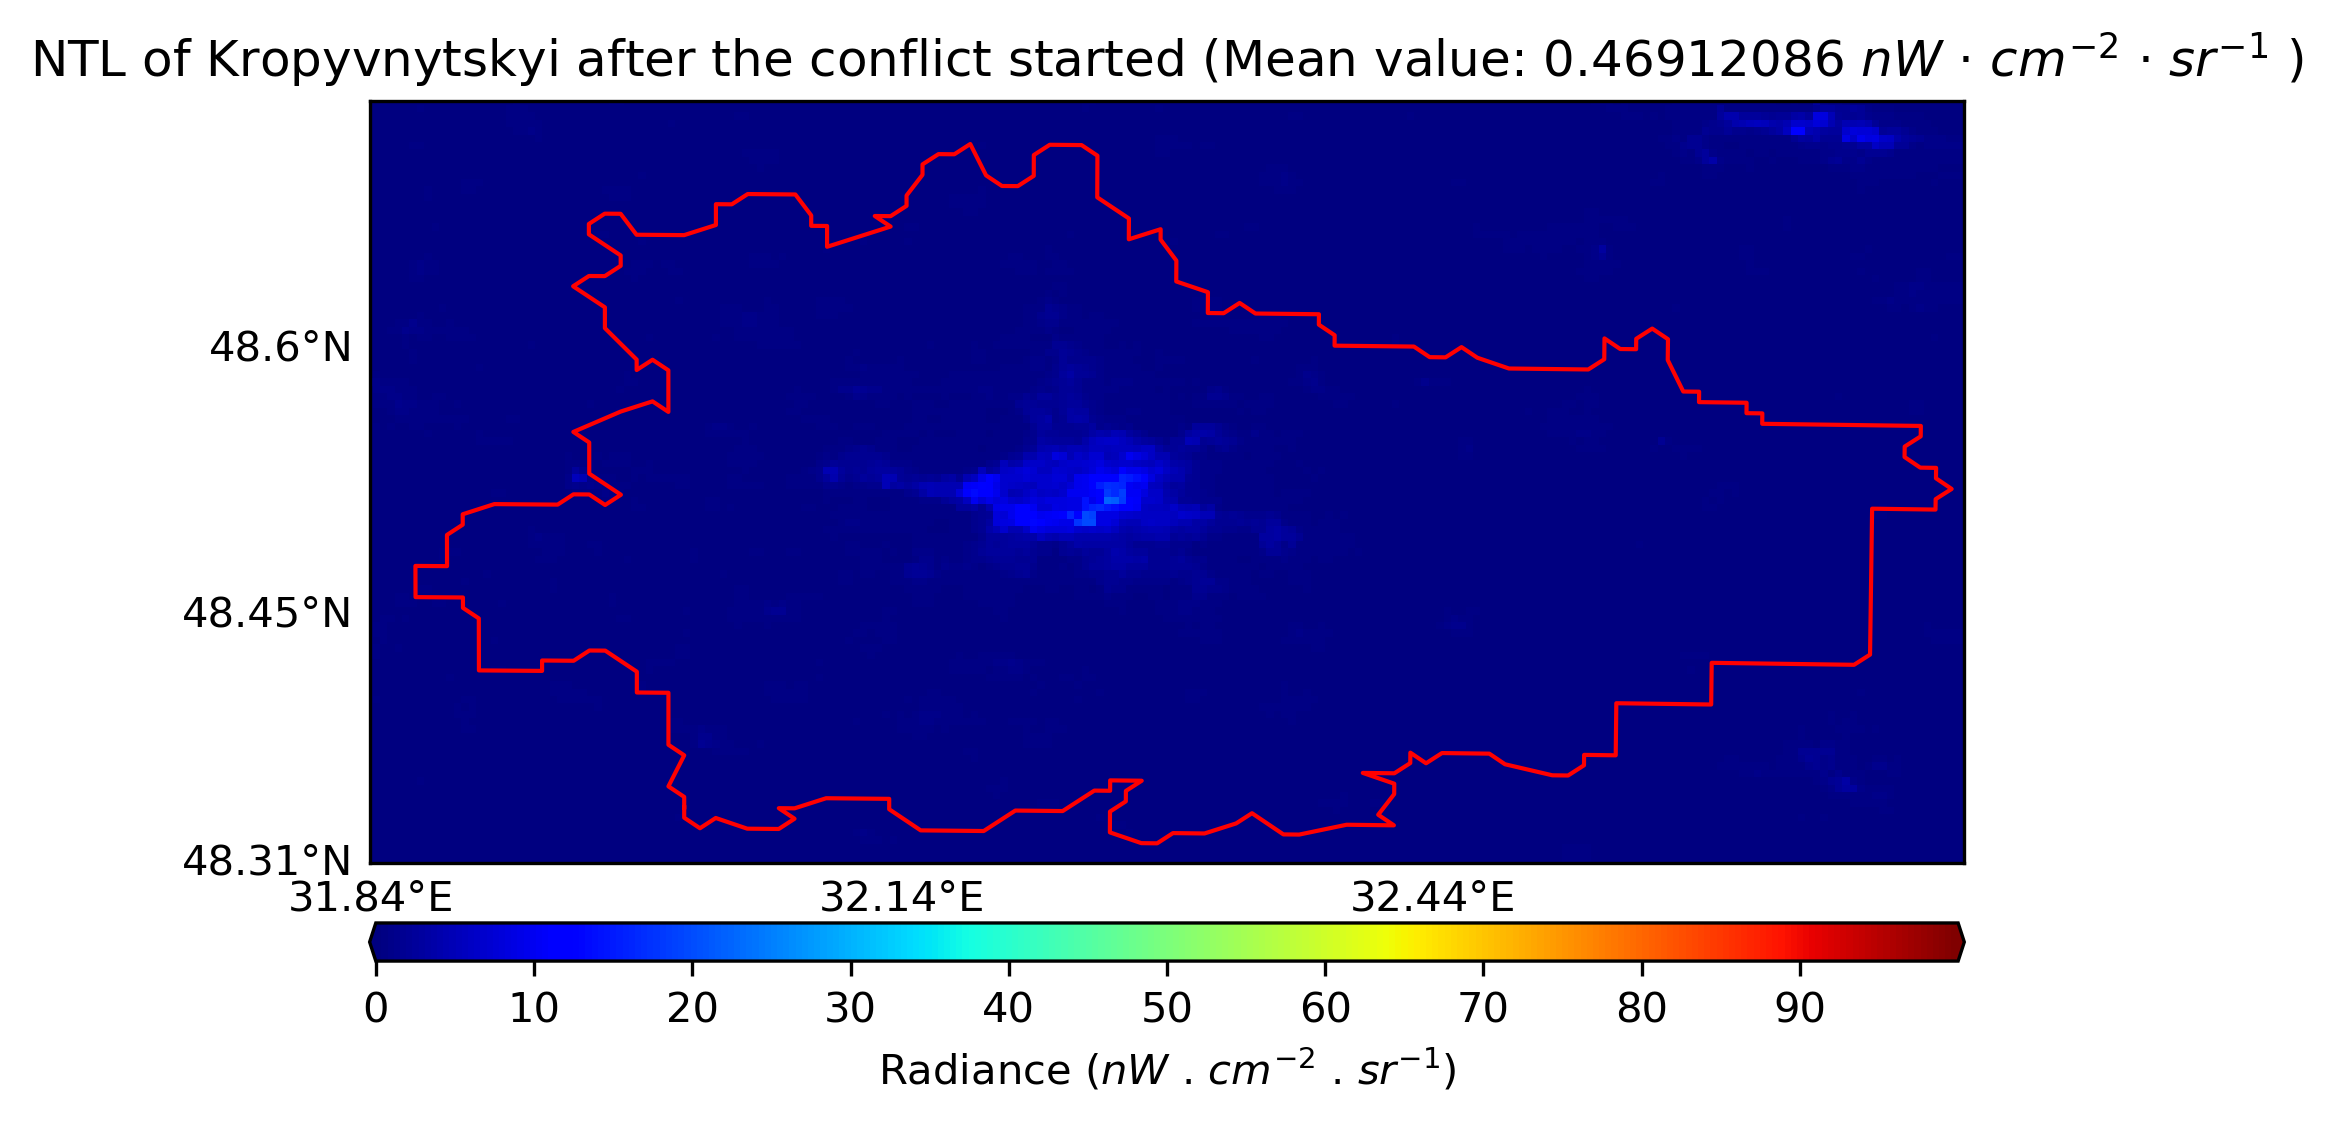 NTL of Kropyvnytskyi after the conflict started (Mean value: 0.46912086 nW · cm⁻² · sr⁻¹ )
48.6°N
48.45°N
48.31°N
31.84°E 32.14°E 32.44°E
0 10 20 30 40 50 60 70 80 90
Radiance (nW . cm⁻² . sr⁻¹)